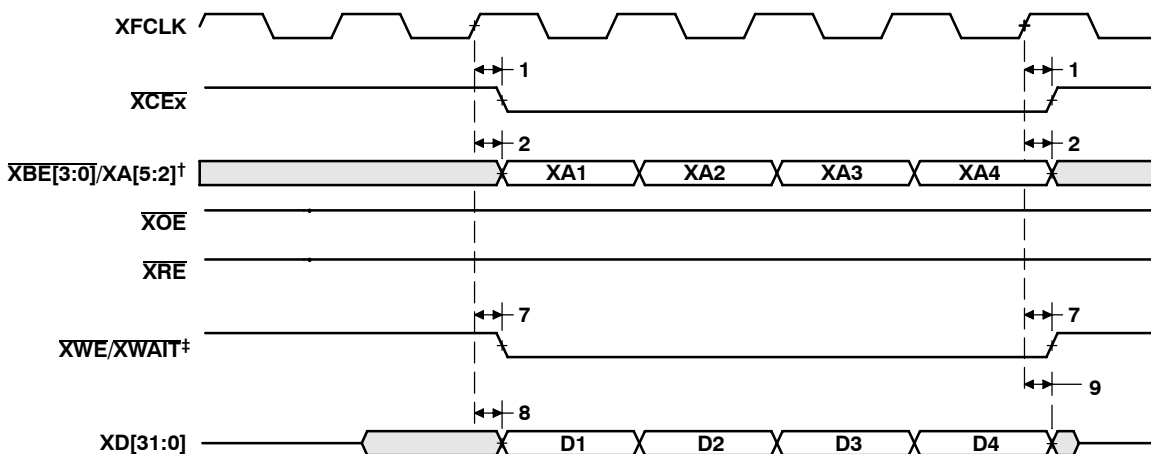 XFCLK
1 1
XCEx
2 2
XBE[3:0]/XA[5:2]† XA1 XA2 XA3 XA4
XOE
XRE
7 7
XWE/XWAIT‡
9
8
XD[31:0] D1 D2 D3 D4